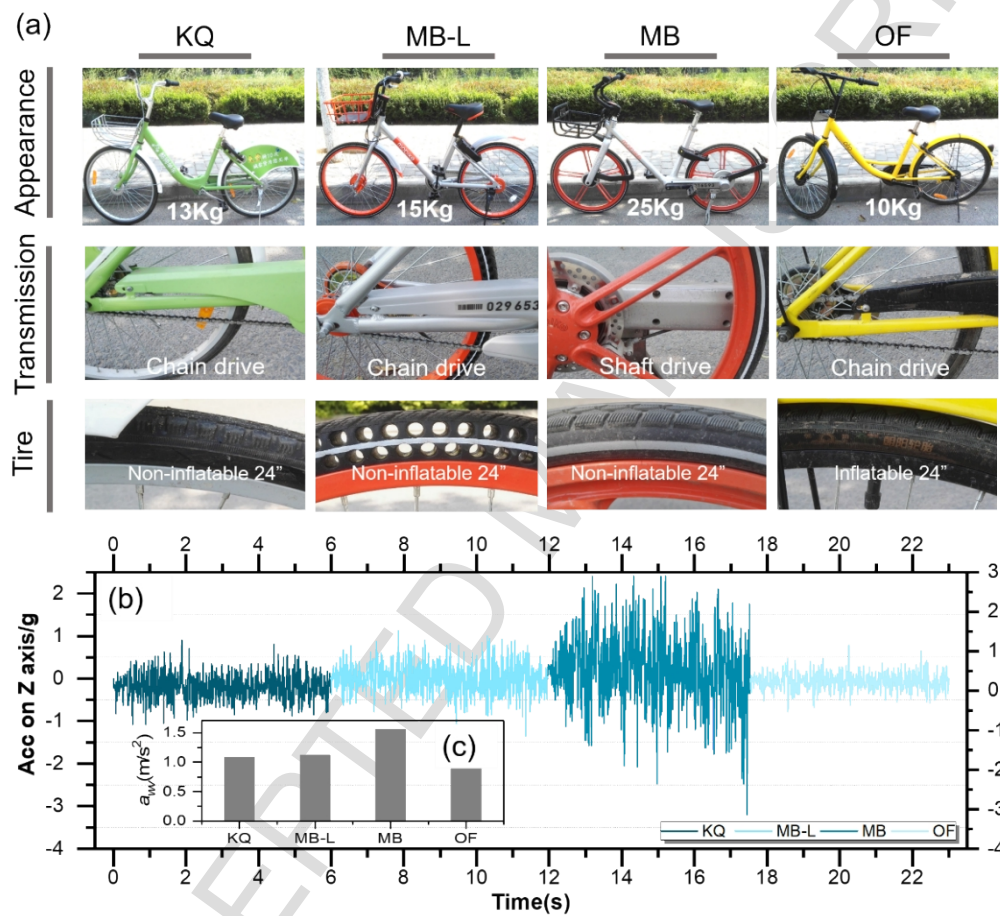 (a)
KQ MB-L MB OF
Appearance
13Kg 15Kg 25Kg 10Kg
Transmission
029653
Chain drive Chain drive Shaft drive Chain drive
Tire
Non-inflatable 24” Non-inflatable 24” Non-inflatable 24” Inflatable 24”
0 2 4 6 8 10 12 14 16 18 20 22
(b)
Acc on Z axis/g
2
1
0
-1
-2
-3
-4
3
2
1
0
-1
-2
-3
-4
(c)
aw(m/s²)
1.5
1.0
0.5
0.0
KQ MB-L MB OF
KQ MB-L MB OF
0 2 4 6 8 10 12 14 16 18 20 22
Time(s)